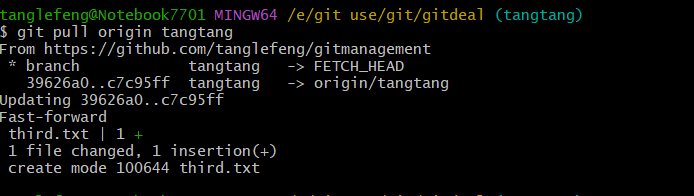 tanglefeng@Notebook7701 MINGW64 /e/git use/git/gitdeal (tangtang)
$ git pull origin tangtang
From https://github.com/tanglefeng/gitmanagement
 * branch            tangtang   -> FETCH_HEAD
   39626a0..c7c95ff  tangtang   -> origin/tangtang
Updating 39626a0..c7c95ff
Fast-forward
 third.txt | 1 +
 1 file changed, 1 insertion(+)
 create mode 100644 third.txt